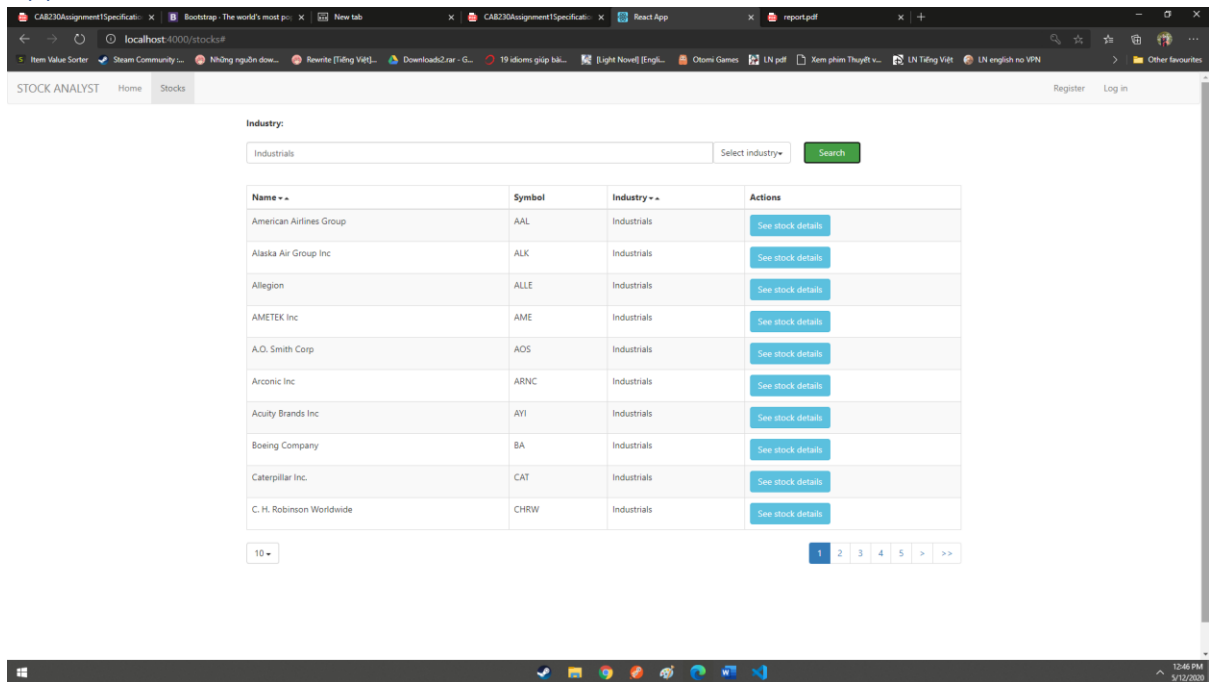 CAB230Assignment1Specificatio Bootstrap · The world's most pop New tab CAB230Assignment1Specificatio React App report.pdf
localhost:4000/stocks#
Item Value Sorter Steam Community :... Những nguồn dow... Rewrite [Tiếng Việt]... Downloads2.rar - G... 19 idioms giúp bài... [Light Novel] [Engli... Otomi Games LN pdf Xem phim Thuyết v... LN Tiếng Việt LN english no VPN Other favourites
STOCK ANALYST Home Stocks Register Log in
Industry:
Industrials Select industry Search
Name Symbol Industry Actions
American Airlines Group AAL Industrials See stock details
Alaska Air Group Inc ALK Industrials See stock details
Allegion ALLE Industrials See stock details
AMETEK Inc AME Industrials See stock details
A.O. Smith Corp AOS Industrials See stock details
Arconic Inc ARNC Industrials See stock details
Acuity Brands Inc AYI Industrials See stock details
Boeing Company BA Industrials See stock details
Caterpillar Inc. CAT Industrials See stock details
C. H. Robinson Worldwide CHRW Industrials See stock details
10 1 2 3 4 5 > >>
12:46 PM
5/12/2020